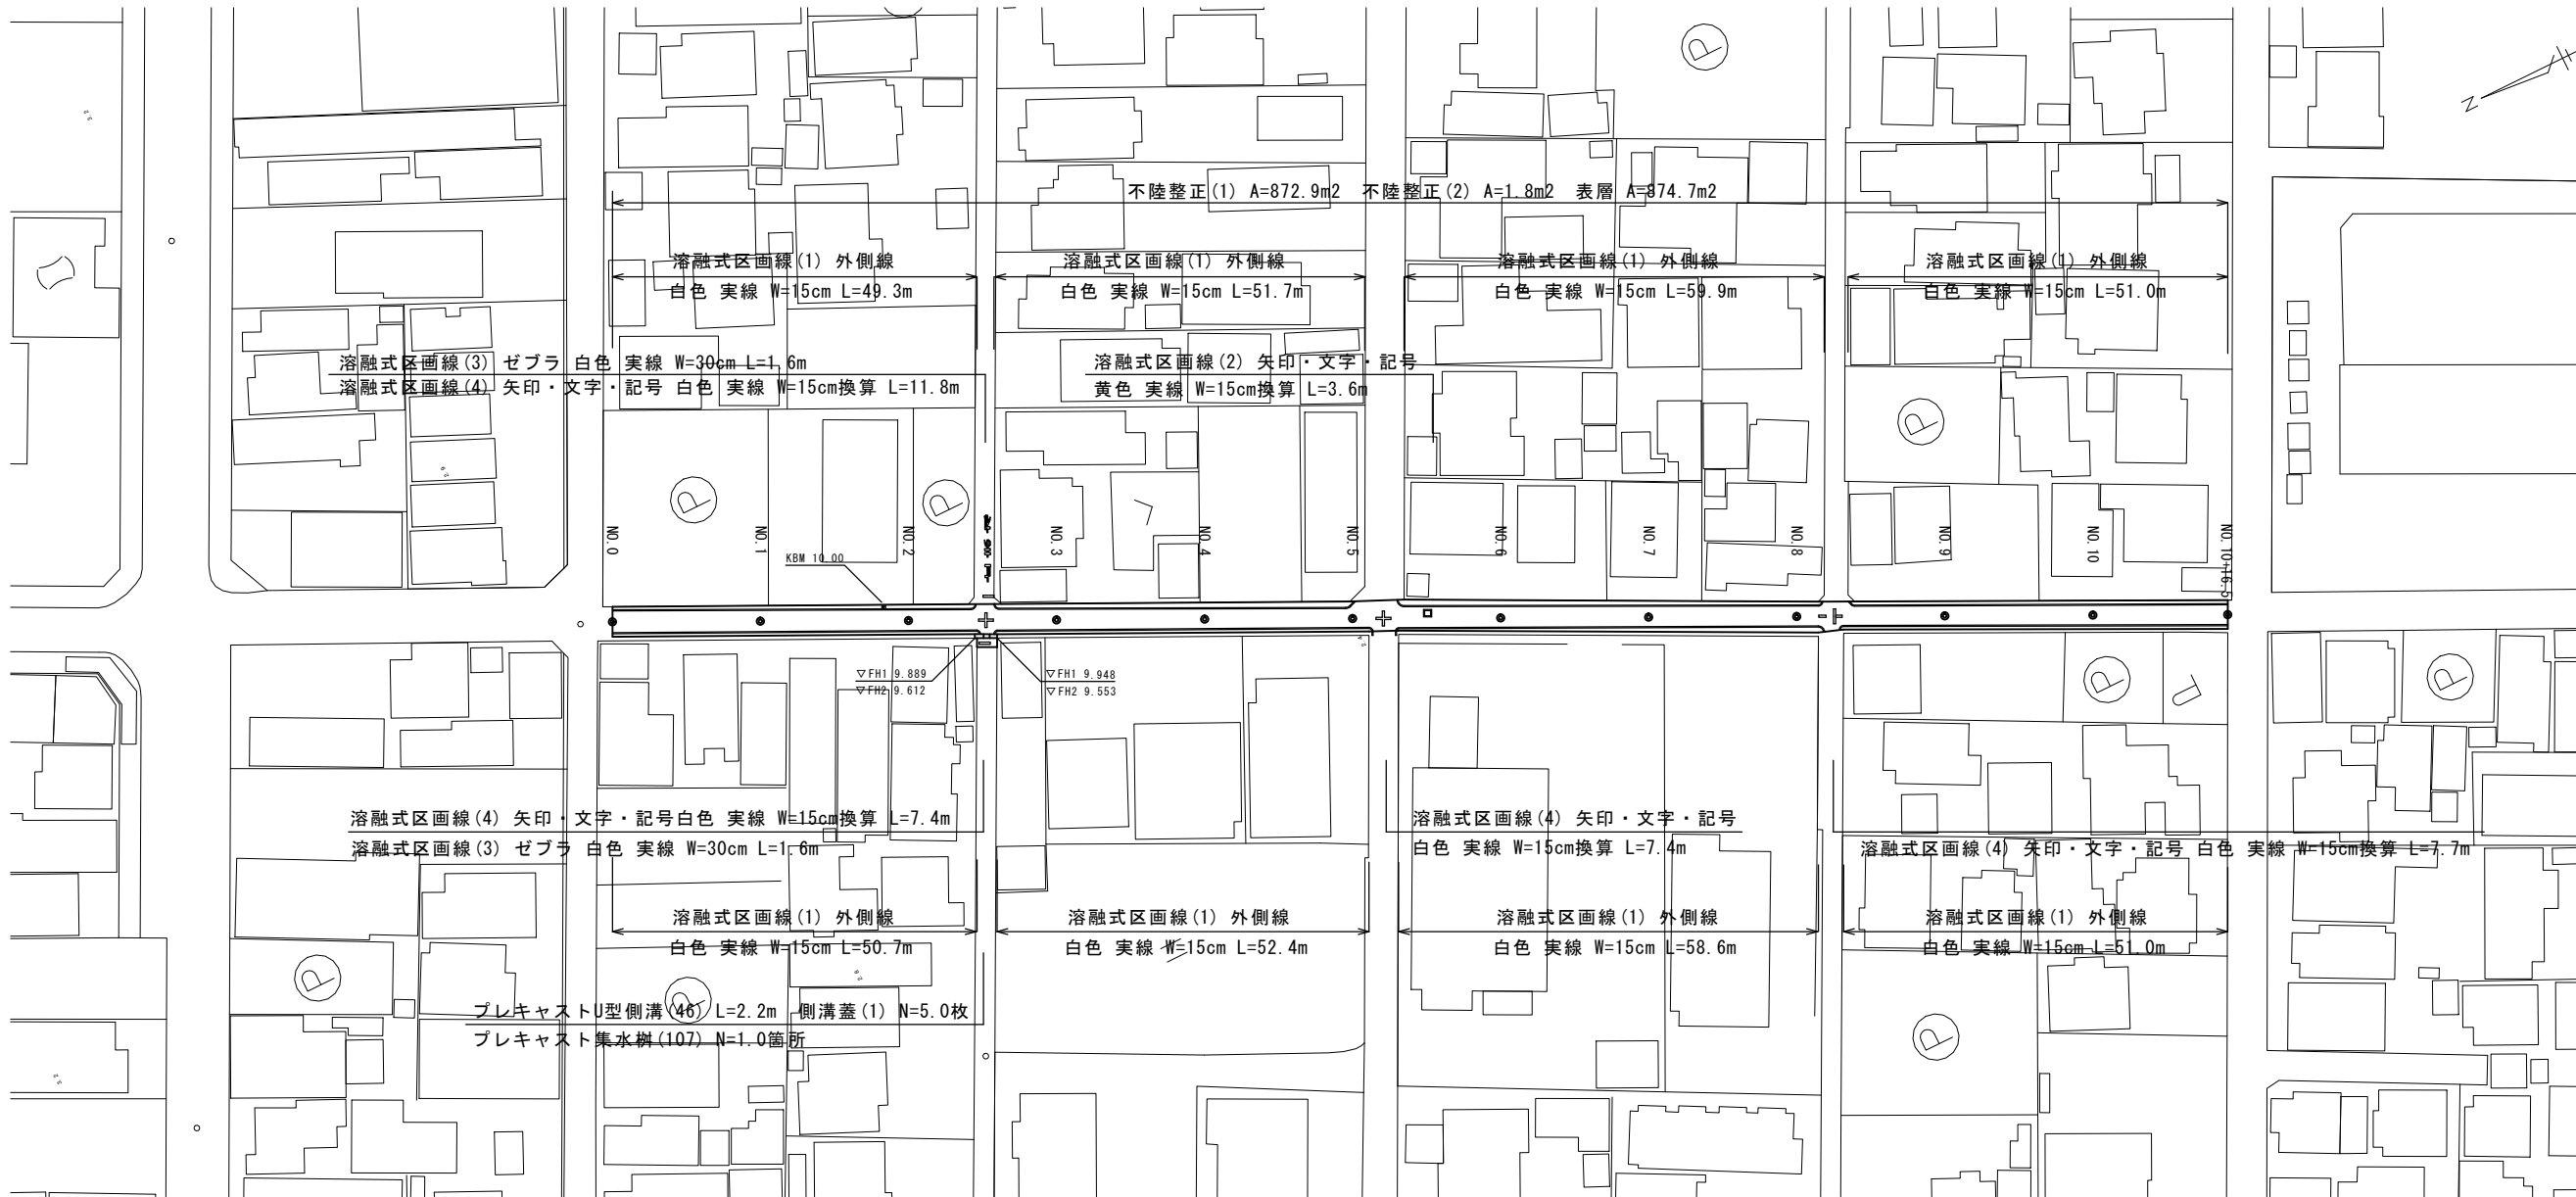 不陸整正(1) A=872.9m2 不陸整正(2) A=1.8m2 表層 A=874.7m2
溶融式区画線(1) 外側線
白色 実線 W=15cm L=49.3m
溶融式区画線(1) 外側線
白色 実線 W=15cm L=51.7m
溶融式区画線(1) 外側線
白色 実線 W=15cm L=59.9m
溶融式区画線(1) 外側線
白色 実線 W=15cm L=51.0m
溶融式区画線(3) ゼブラ 白色 実線 W=30cm L=1.6m
溶融式区画線(4) 矢印・文字・記号 白色 実線 W=15cm換算 L=11.8m
溶融式区画線(2) 矢印・文字・記号
黄色 実線 W=15cm換算 L=3.6m
P
P
P
P
NO.0
NO.1
NO.2
NO.3
NO.4
NO.5
NO.6
NO.7
NO.8
NO.9
NO.10
NO.10+16.5
KBM 10.00
N
▽FH1 9.889
▽FH2 9.612
▽FH1 9.948
▽FH2 9.553
P
P
P
溶融式区画線(4) 矢印・文字・記号白色 実線 W=15cm換算 L=7.4m
溶融式区画線(3) ゼブラ 白色 実線 W=30cm L=1.6m
溶融式区画線(4) 矢印・文字・記号
白色 実線 W=15cm換算 L=7.4m
溶融式区画線(4) 矢印・文字・記号 白色 実線 W=15cm換算 L=7.7m
溶融式区画線(1) 外側線
白色 実線 W=15cm L=50.7m
溶融式区画線(1) 外側線
白色 実線 W=15cm L=52.4m
溶融式区画線(1) 外側線
白色 実線 W=15cm L=58.6m
溶融式区画線(1) 外側線
白色 実線 W=15cm L=51.0m
P
P
P
プレキャストU型側溝(46) L=2.2m 側溝蓋(1) N=5.0枚
プレキャスト集水桝(107) N=1.0箇所